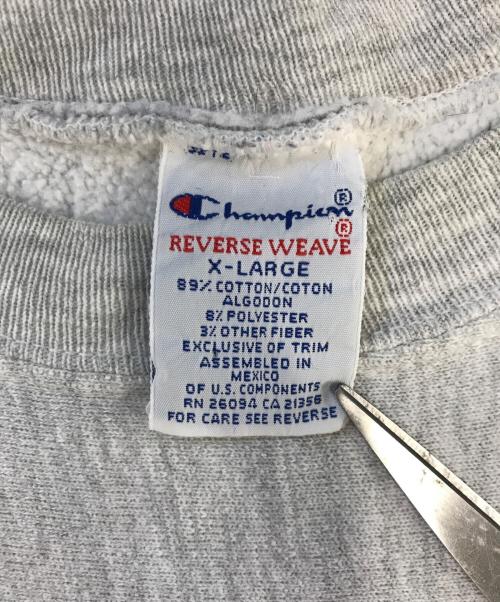 Champion®
REVERSE WEAVE®
X-LARGE
89% COTTON/COTON
ALGODON
8% POLYESTER
3% OTHER FIBER
EXCLUSIVE OF TRIM
ASSEMBLED IN
MEXICO
OF U.S. COMPONENTS
RN 26094 CA 21356
FOR CARE SEE REVERSE